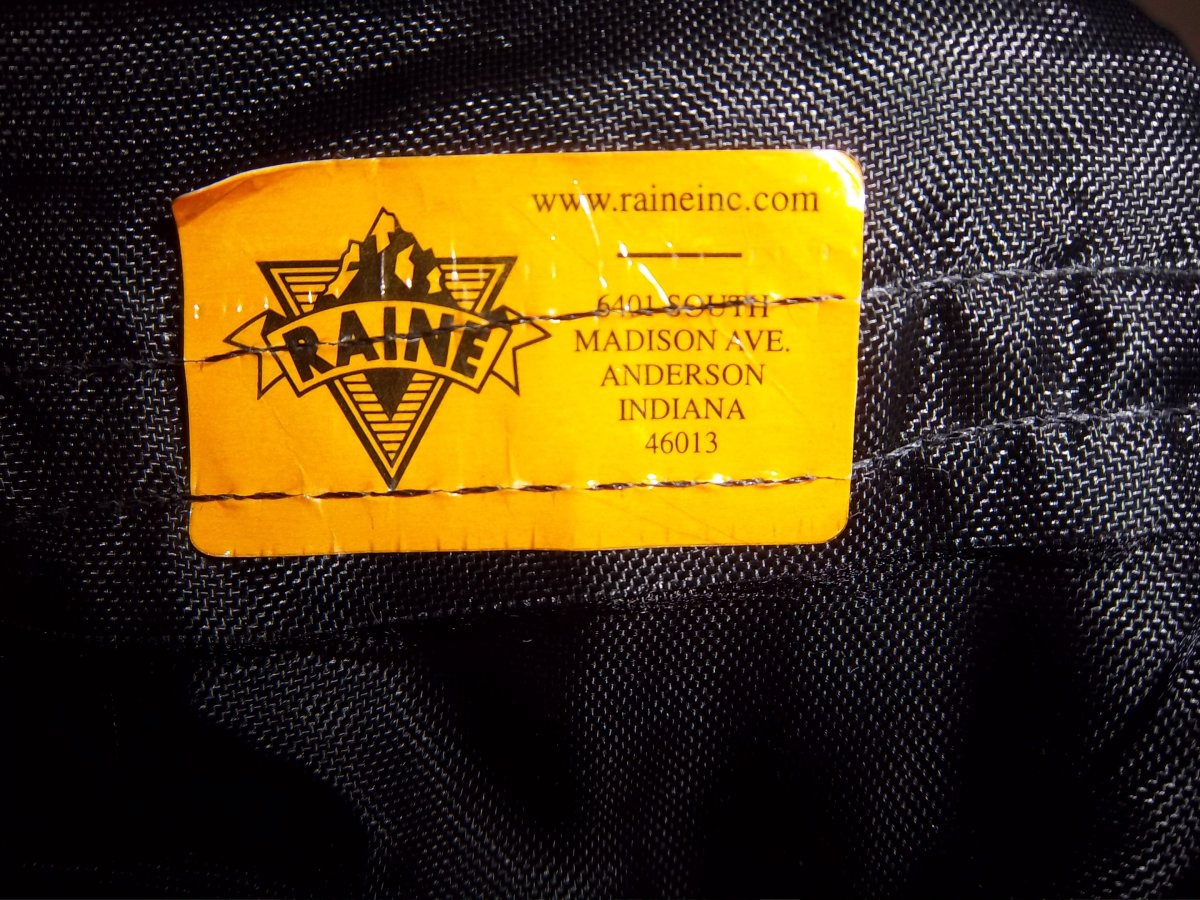 www.raineinc.com
RAINE
6401 SOUTH
MADISON AVE.
ANDERSON
INDIANA
46013